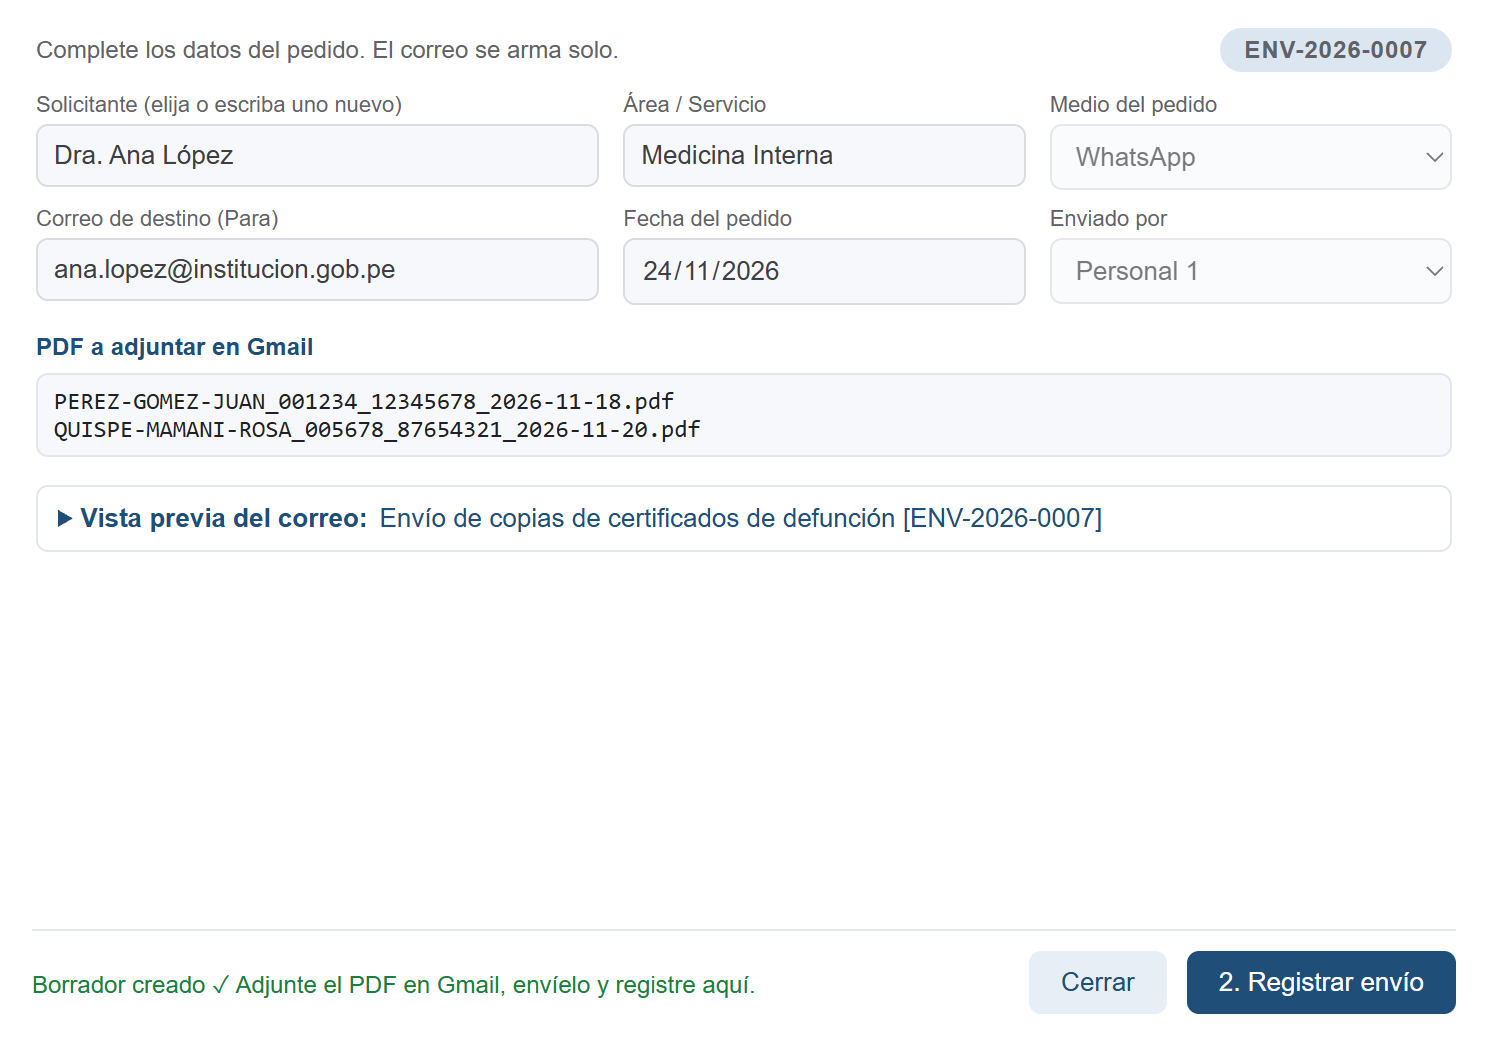 Complete los datos del pedido. El correo se arma solo.
ENV-2026-0007
Solicitante (elija o escriba uno nuevo)
Área / Servicio
Medio del pedido
Dra. Ana López
Medicina Interna
WhatsApp
Correo de destino (Para)
Fecha del pedido
Enviado por
ana.lopez@institucion.gob.pe
24/11/2026
Personal 1
PDF a adjuntar en Gmail
PEREZ-GOMEZ-JUAN_001234_12345678_2026-11-18.pdf
QUISPE-MAMANI-ROSA_005678_87654321_2026-11-20.pdf
▶ Vista previa del correo: Envío de copias de certificados de defunción [ENV-2026-0007]
Borrador creado ✓ Adjunte el PDF en Gmail, envíelo y registre aquí.
Cerrar
2. Registrar envío